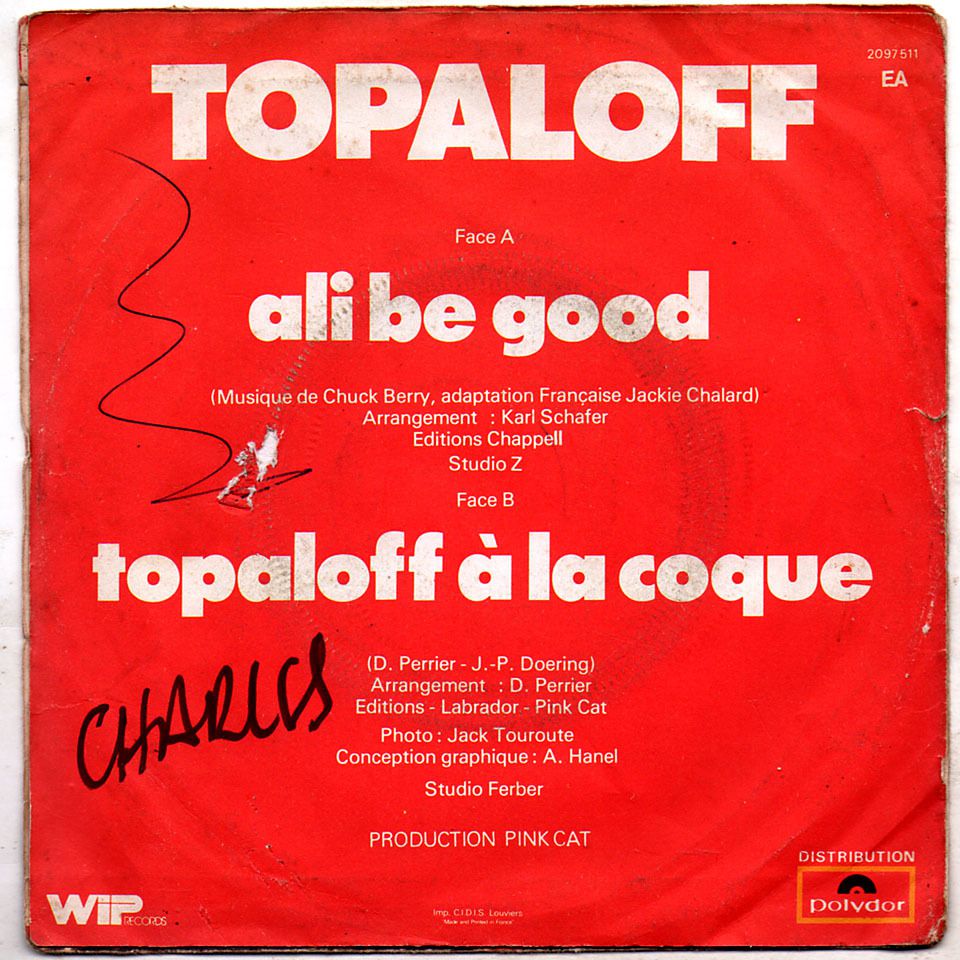 2097511
EA
TOPALOFF
Face A
ali be good
(Musique de Chuck Berry, adaptation Française Jackie Chalard)
Arrangement : Karl Schafer
Editions Chappell
Studio Z
Face B
topaloff à la coque
(D. Perrier - J.-P. Doering)
Arrangement : D. Perrier
Editions - Labrador - Pink Cat
Photo : Jack Touroute
Conception graphique : A. Hanel
Studio Ferber
CHARLES
PRODUCTION PINK CAT
DISTRIBUTION
polydor
WIP RECORDS
Imp. C.I.D.I.S. Louviers
"Made and Printed in France"